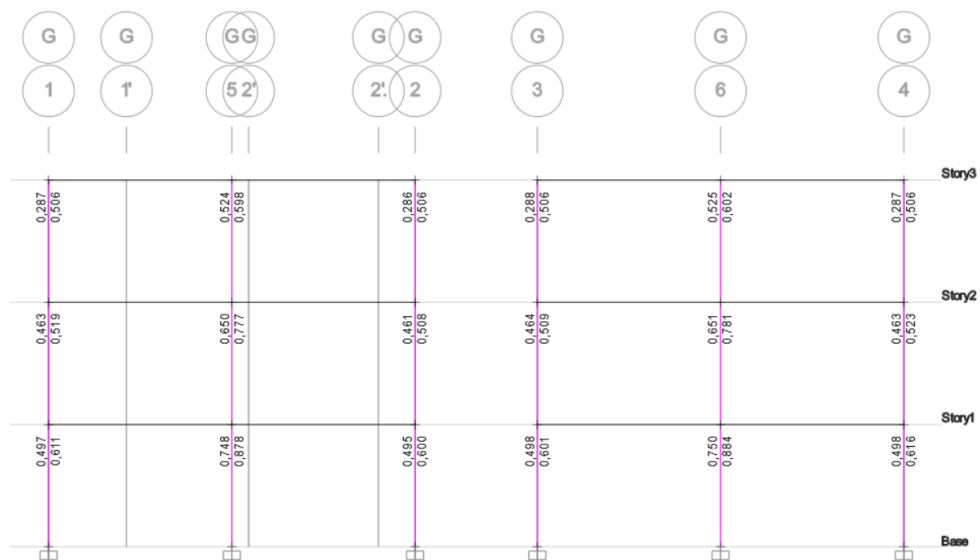 G G G G G G G G G
1 1' 5 2' 2'. 2 3 6 4
Story3
0,287 0,506 0,524 0,598 0,286 0,506 0,288 0,506 0,525 0,602 0,287 0,506
Story2
0,463 0,519 0,650 0,777 0,461 0,508 0,464 0,509 0,651 0,781 0,463 0,523
Story1
0,497 0,611 0,748 0,878 0,495 0,600 0,498 0,601 0,750 0,884 0,498 0,616
Base